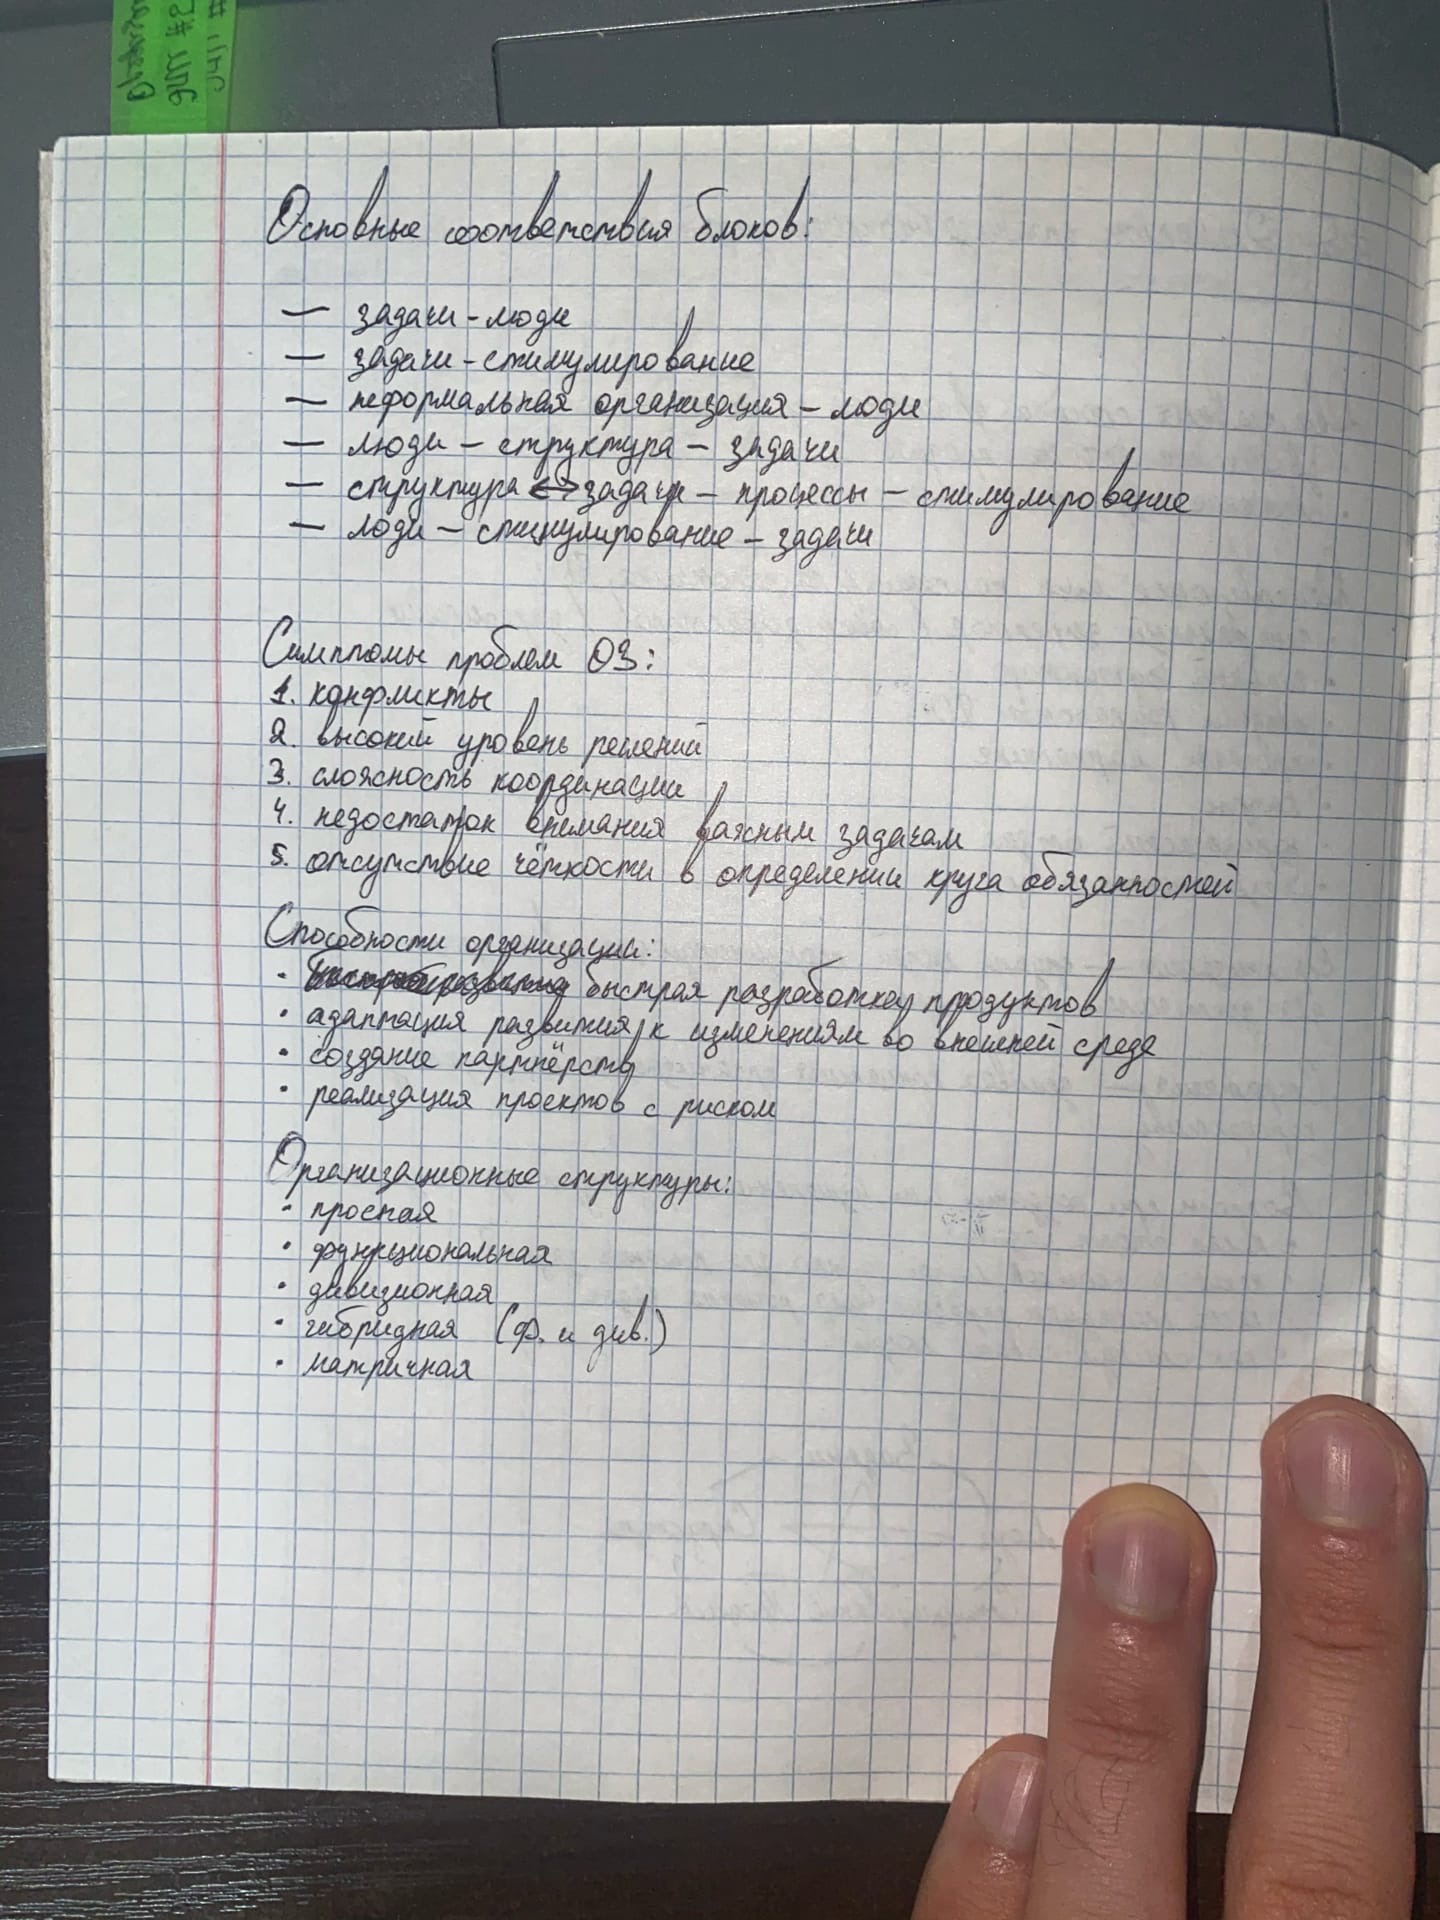 Основные соответствия блоков:
— задачи - люди
— задачи - стимулирование
— неформальная организация - люди
— люди - структура - задачи
— структура <-> задачи - процессы - стимулирование
— люди - стимулирование - задачи
Симптомы проблем ОЗ:
1. конфликты
2. высокий уровень решений
3. сложность координации
4. недостаток внимания важным задачам
5. отсутствие чёткости в определении круга обязанностей
Способности организации:
· быстрая разработка продуктов
· адаптация развития к изменениям во внешней среде
· создание партнёрств
· реализация проектов с риском
Организационные структуры:
· простая
· функциональная
· дивизионная
· гибридная (ф. и див.)
· матричная